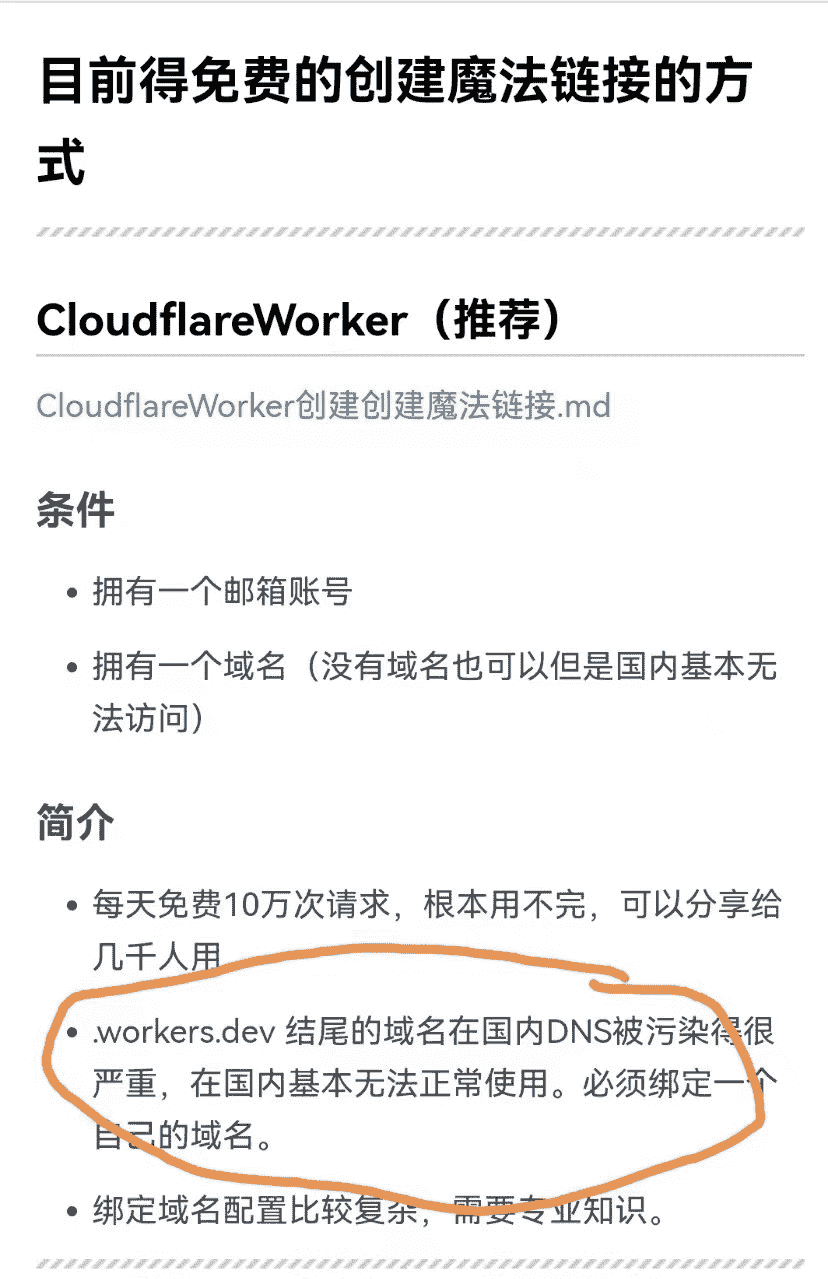 目前得免费的创建魔法链接的方
式
CloudflareWorker（推荐）
CloudflareWorker创建创建魔法链接.md
条件
• 拥有一个邮箱账号
• 拥有一个域名（没有域名也可以但是国内基本无
法访问）
简介
• 每天免费10万次请求，根本用不完，可以分享给
几千人用
• .workers.dev 结尾的域名在国内DNS被污染得很
严重，在国内基本无法正常使用。必须绑定一个
自己的域名。
• 绑定域名配置比较复杂，需要专业知识。